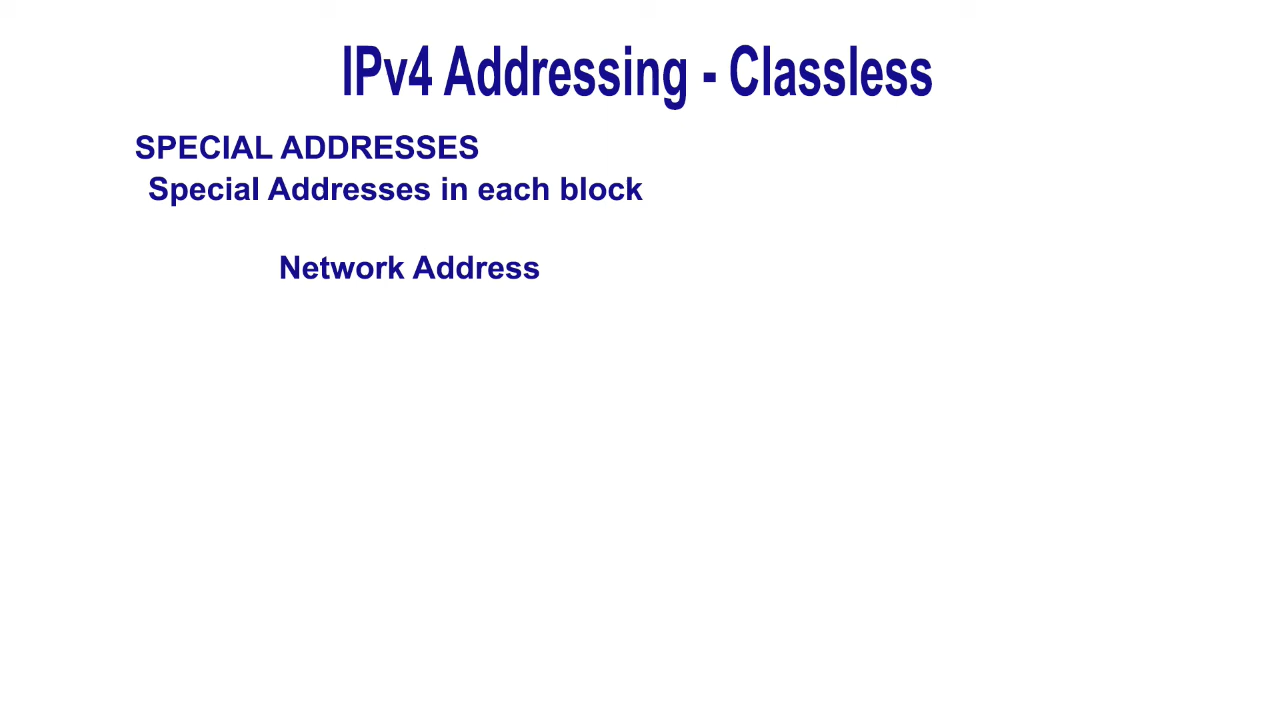 IPv4 Addressing - Classless
SPECIAL ADDRESSES
Special Addresses in each block
Network Address